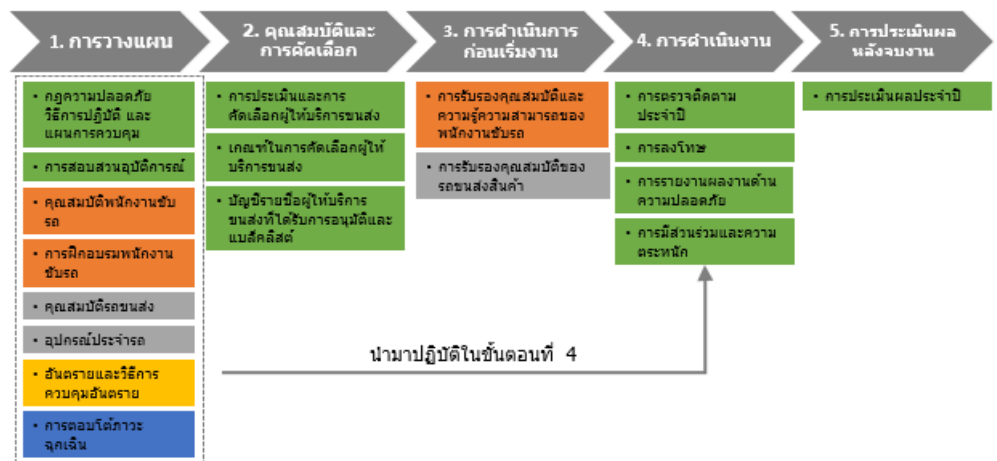 1. การวางแผน
2. คุณสมบัติและ
การคัดเลือก
3. การดำเนินการ
ก่อนเริ่มงาน
4. การดำเนินงาน
5. การประเมินผล
หลังจบงาน
• กฎความปลอดภัย
วิธีการปฏิบัติ และ
แผนการควบคุม
• การสอบสวนอุบัติการณ์
• คุณสมบัติพนักงานขับ
รถ
• การฝึกอบรมพนักงาน
ขับรถ
• คุณสมบัติรถขนส่ง
• อุปกรณ์ประจำรถ
• อันตรายและวิธีการ
ควบคุมอันตราย
• การตอบโต้ภาวะ
ฉุกเฉิน
• การประเมินและการ
คัดเลือกผู้ให้บริการขนส่ง
• เกณฑ์ในการคัดเลือกผู้ให้
บริการขนส่ง
• บัญชีรายชื่อผู้ให้บริการ
ขนส่งที่ได้รับการอนุมัติและ
แบล็คลิสต์
• การรับรองคุณสมบัติและ
ความรู้ความสามารถของ
พนักงานขับรถ
• การรับรองคุณสมบัติของ
รถขนส่งสินค้า
• การตรวจติดตาม
ประจำปี
• การลงโทษ
• การรายงานผลงานด้าน
ความปลอดภัย
• การมีส่วนร่วมและความ
ตระหนัก
• การประเมินผลประจำปี
นำมาปฏิบัติในขั้นตอนที่ 4